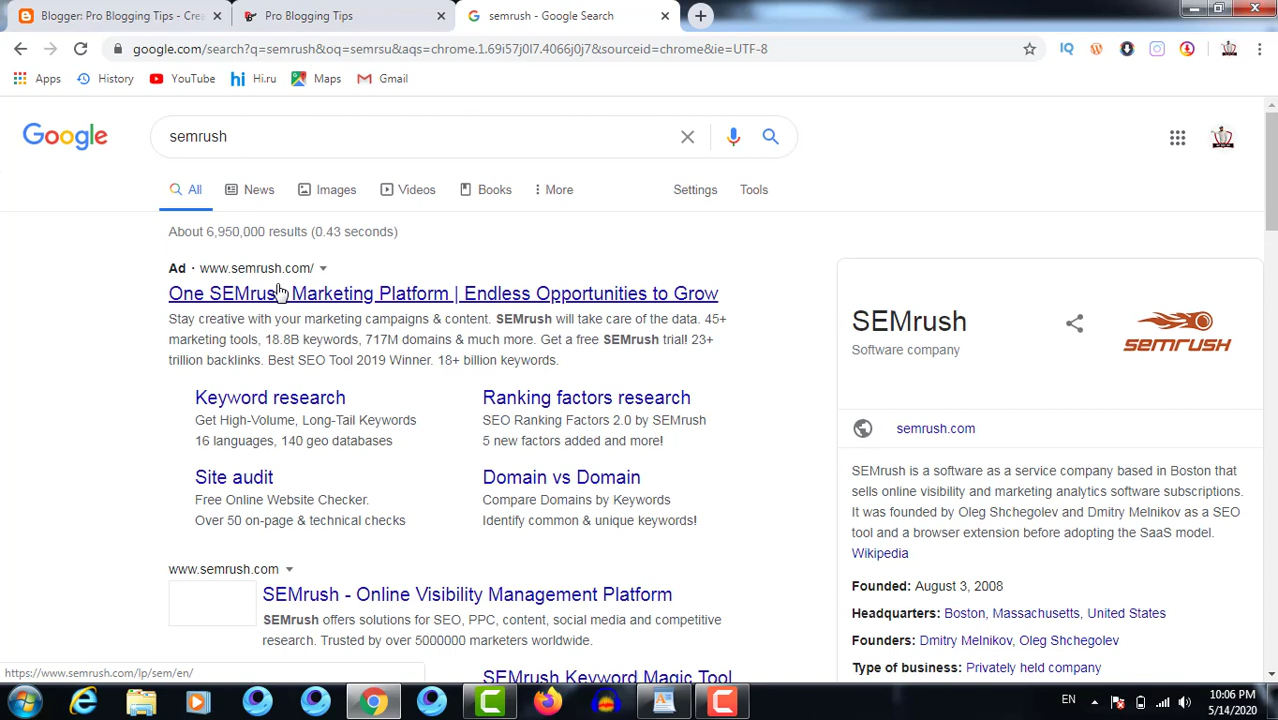 Blogger: Pro Blogging Tips - Crea
Pro Blogging Tips
semrush - Google Search
google.com/search?q=semrush&oq=semrsu&aqs=chrome.1.69i57j0l7.4066j0j7&sourceid=chrome&ie=UTF-8
IQ
Apps
History
YouTube
hi Hi.ru
Maps
Gmail
Google
semrush
All
News
Images
Videos
Books
More
Settings
Tools
About 6,950,000 results (0.43 seconds)
Ad · www.semrush.com/
One SEMrush Marketing Platform | Endless Opportunities to Grow
Stay creative with your marketing campaigns & content. SEMrush will take care of the data. 45+
marketing tools, 18.8B keywords, 717M domains & much more. Get a free SEMrush trial! 23+
trillion backlinks. Best SEO Tool 2019 Winner. 18+ billion keywords.
Keyword research
Get High-Volume, Long-Tail Keywords
16 languages, 140 geo databases
Ranking factors research
SEO Ranking Factors 2.0 by SEMrush
5 new factors added and more!
Site audit
Free Online Website Checker.
Over 50 on-page & technical checks
Domain vs Domain
Compare Domains by Keywords
Identify common & unique keywords!
www.semrush.com
SEMrush - Online Visibility Management Platform
SEMrush offers solutions for SEO, PPC, content, social media and competitive
research. Trusted by over 5000000 marketers worldwide.
SEMrush Keyword Magic Tool
SEMrush
Software company
semrush
semrush.com
SEMrush is a software as a service company based in Boston that
sells online visibility and marketing analytics software subscriptions.
It was founded by Oleg Shchegolev and Dmitry Melnikov as a SEO
tool and a browser extension before adopting the SaaS model.
Wikipedia
Founded: August 3, 2008
Headquarters: Boston, Massachusetts, United States
Founders: Dmitry Melnikov, Oleg Shchegolev
Type of business: Privately held company
https://www.semrush.com/lp/sem/en/
EN
10:06 PM
5/14/2020